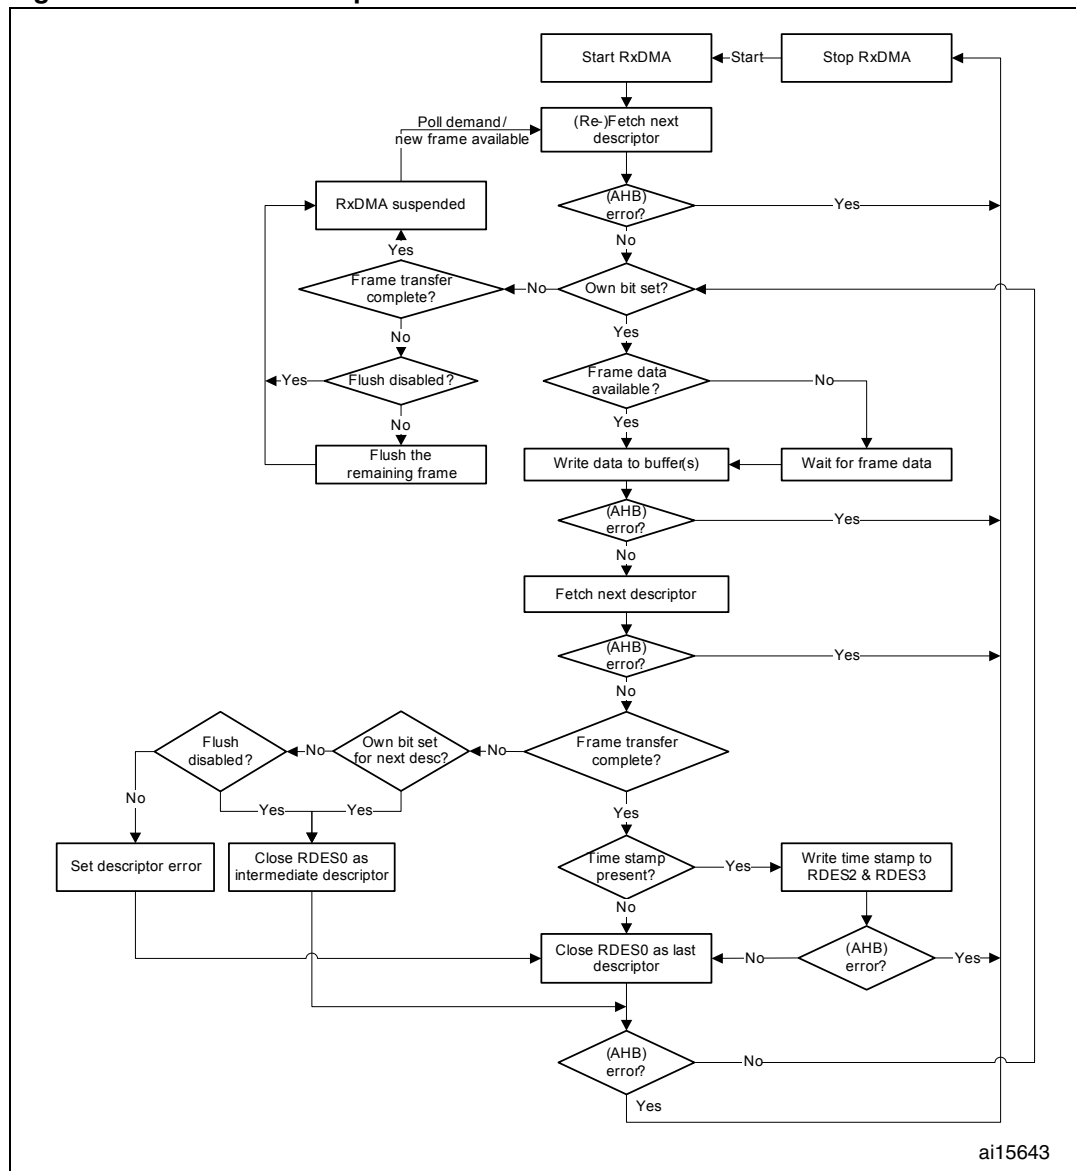 Start RxDMA
Start
Stop RxDMA
Poll demand/
new frame available
(Re-)Fetch next
descriptor
RxDMA suspended
(AHB)
error?
Yes
No
Yes
Frame transfer
complete?
No
Own bit set?
No
Yes
Yes
Flush disabled?
Frame data
available?
No
No
Yes
Flush the
remaining frame
Write data to buffer(s)
Wait for frame data
(AHB)
error?
Yes
No
Fetch next descriptor
(AHB)
error?
Yes
No
Flush
disabled?
No
Own bit set
for next desc?
No
Frame transfer
complete?
No
Yes
Yes
Yes
Set descriptor error
Close RDES0 as
intermediate descriptor
Time stamp
present?
Yes
Write time stamp to
RDES2 & RDES3
No
Close RDES0 as last
descriptor
No
(AHB)
error?
Yes
(AHB)
error?
No
Yes
ai15643